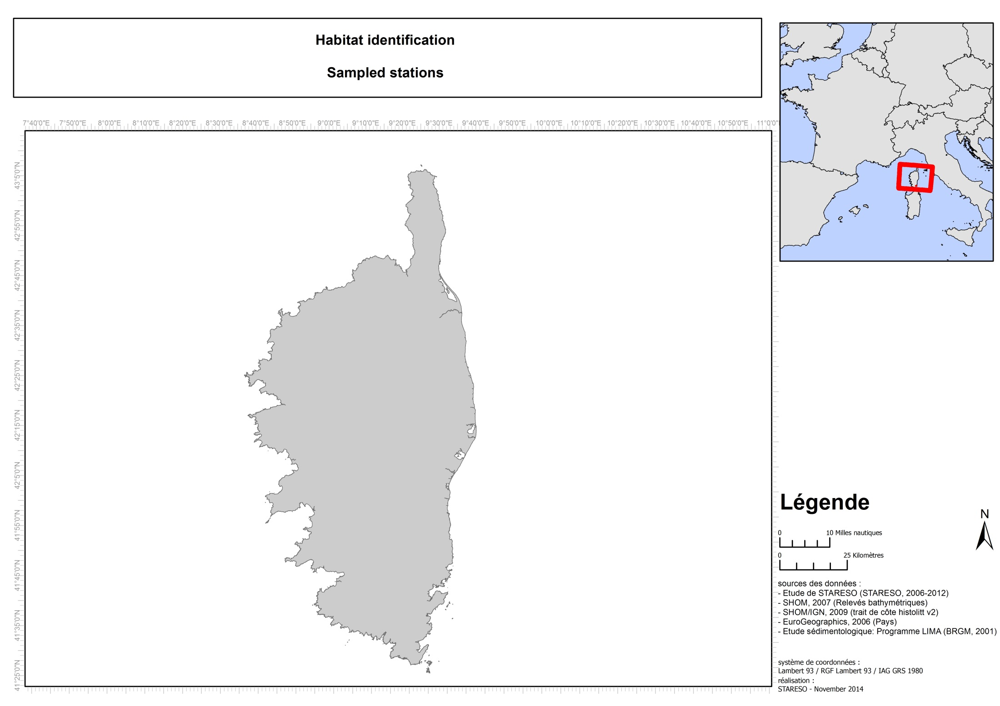 Habitat identification
Sampled stations
7°40'0"E 7°50'0"E 8°0'0"E 8°10'0"E 8°20'0"E 8°30'0"E 8°40'0"E 8°50'0"E 9°0'0"E 9°10'0"E 9°20'0"E 9°30'0"E 9°40'0"E 9°50'0"E 10°0'0"E 10°10'0"E 10°20'0"E 10°30'0"E 10°40'0"E 10°50'0"E 11°0'0"
43°5'0"N
42°55'0"N
42°45'0"N
42°35'0"N
42°25'0"N
42°15'0"N
42°5'0"N
41°55'0"N
41°45'0"N
41°35'0"N
41°25'0"N
Légende
N
0 10 Milles nautiques
0 25 Kilomètres
sources des données :
- Etude de STARESO (STARESO, 2006-2012)
- SHOM, 2007 (Relevés bathymétriques)
- SHOM/IGN, 2009 (trait de côte histolitt v2)
- EuroGeographics, 2006 (Pays)
- Etude sédimentologique: Programme LIMA (BRGM, 2001)
système de coordonnées :
Lambert 93 / RGF Lambert 93 / IAG GRS 1980
réalisation :
STARESO - November 2014